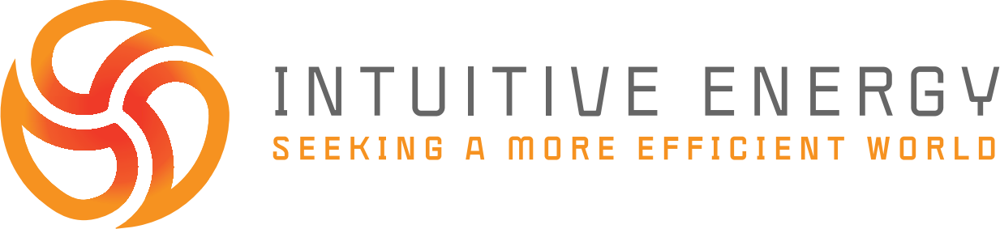 INTUITIVE ENERGY
SEEKING A MORE EFFICIENT WORLD